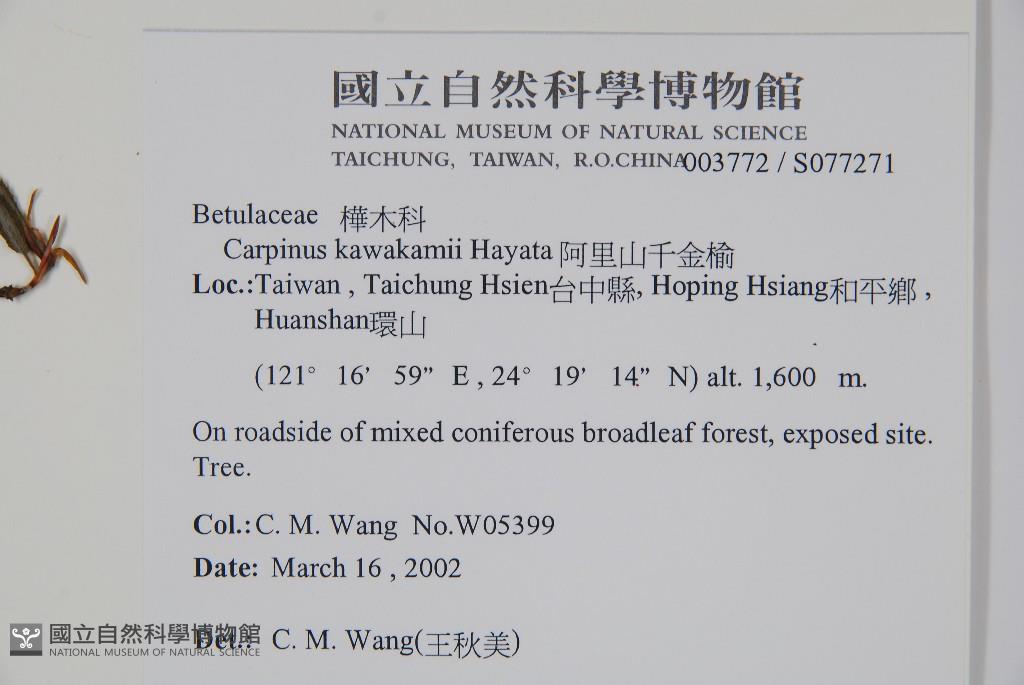 國立自然科學博物館
NATIONAL MUSEUM OF NATURAL SCIENCE
TAICHUNG, TAIWAN, R.O.CHINA003772 / S077271
Betulaceae 樺木科
Carpinus kawakamii Hayata 阿里山千金榆
Loc.:Taiwan , Taichung Hsien台中縣, Hoping Hsiang和平鄉 ,
Huanshan環山
(121° 16’ 59” E , 24° 19’ 14” N) alt. 1,600 m.
On roadside of mixed coniferous broadleaf forest, exposed site.
Tree.
Col.: C. M. Wang No.W05399
Date: March 16 , 2002
Det.: C. M. Wang(王秋美)
國立自然科學博物館
NATIONAL MUSEUM OF NATURAL SCIENCE